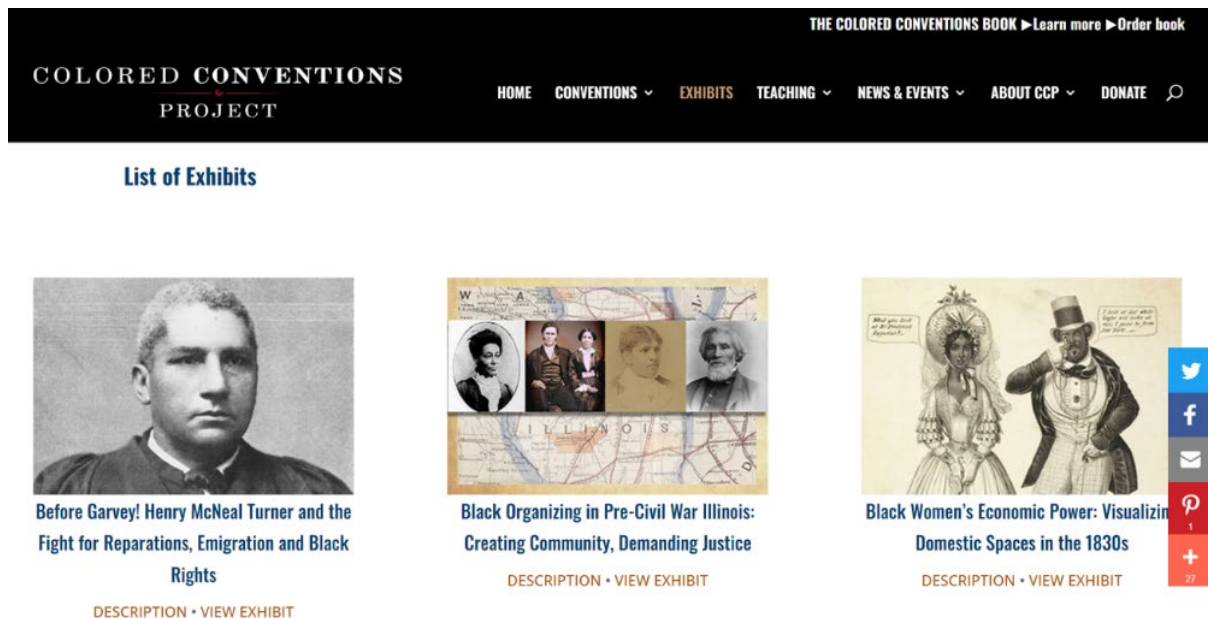 THE COLORED CONVENTIONS BOOK ▶Learn more ▶Order book
COLORED CONVENTIONS
PROJECT
HOME CONVENTIONS EXHIBITS TEACHING NEWS & EVENTS ABOUT CCP DONATE
List of Exhibits
W A
ILLINOIS
Before Garvey! Henry McNeal Turner and the
Fight for Reparations, Emigration and Black
Rights
DESCRIPTION • VIEW EXHIBIT
Black Organizing in Pre-Civil War Illinois:
Creating Community, Demanding Justice
DESCRIPTION • VIEW EXHIBIT
Black Women's Economic Power: Visualizin
Domestic Spaces in the 1830s
DESCRIPTION • VIEW EXHIBIT
1
27